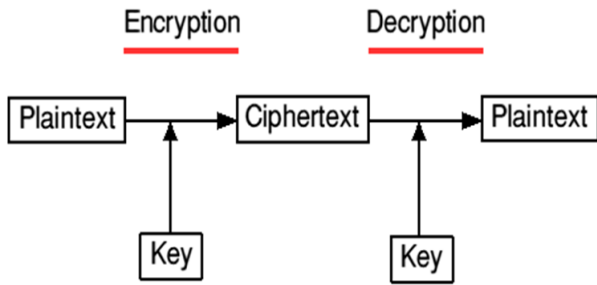 Encryption
Decryption
Plaintext
Ciphertext
Plaintext
Key
Key